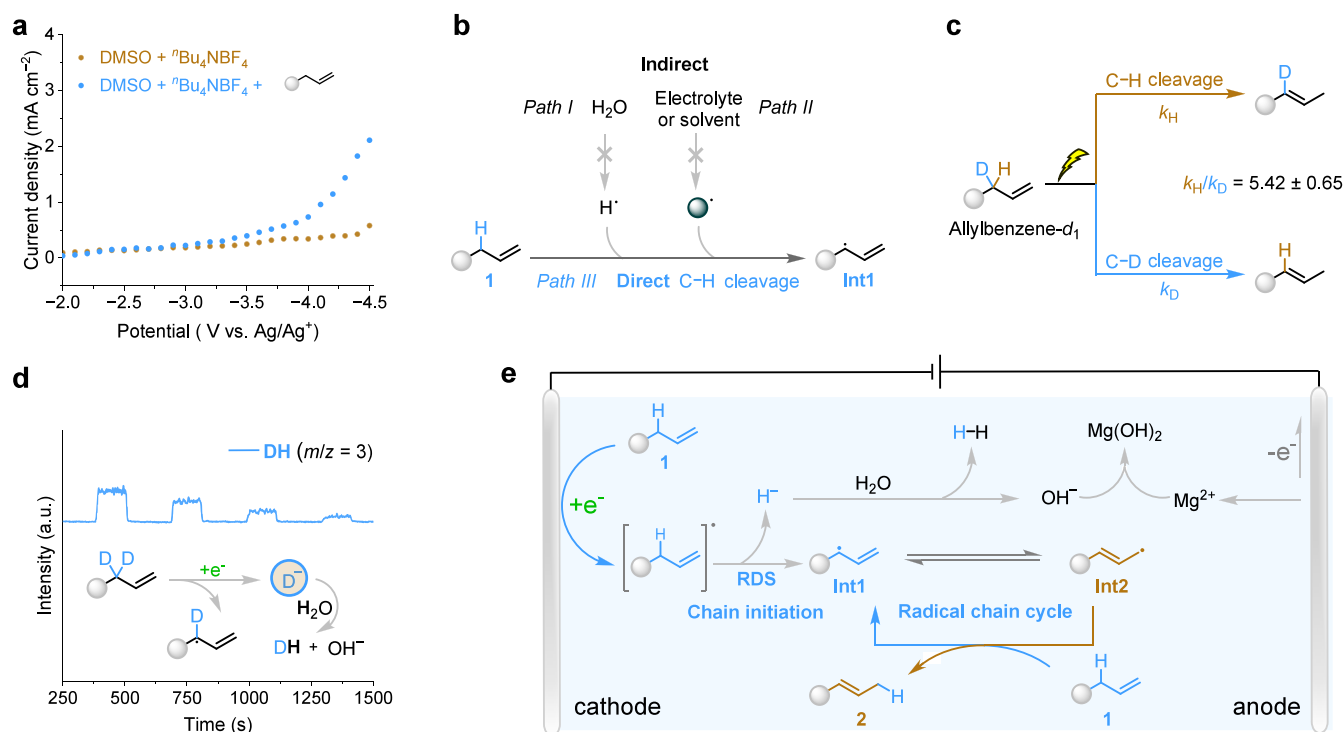 a
Current density (mA cm⁻²)
4
3
2
1
0
DMSO + ⁿBu₄NBF₄
DMSO + ⁿBu₄NBF₄ +
−2.0 −2.5 −3.0 −3.5 −4.0 −4.5
Potential ( V vs. Ag/Ag⁺)
b
Indirect
Path I H₂O
Electrolyte
or solvent
Path II
H·
H
1
Path III Direct C−H cleavage
Int1
c
D H
Allylbenzene-d₁
C−H cleavage
k_H
D
k_H/k_D = 5.42 ± 0.65
C−D cleavage
k_D
H
d
Intensity (a.u.)
DH (m/z = 3)
D D
+e⁻
D⁻
H₂O
D
DH + OH⁻
250 500 750 1000 1250 1500
Time (s)
e
H
1
+e⁻
H−H
Mg(OH)₂
-e⁻
H⁻
H₂O
OH⁻
Mg²⁺
H
RDS
Int1
Int2
Chain initiation
Radical chain cycle
H
2
H
1
cathode
anode